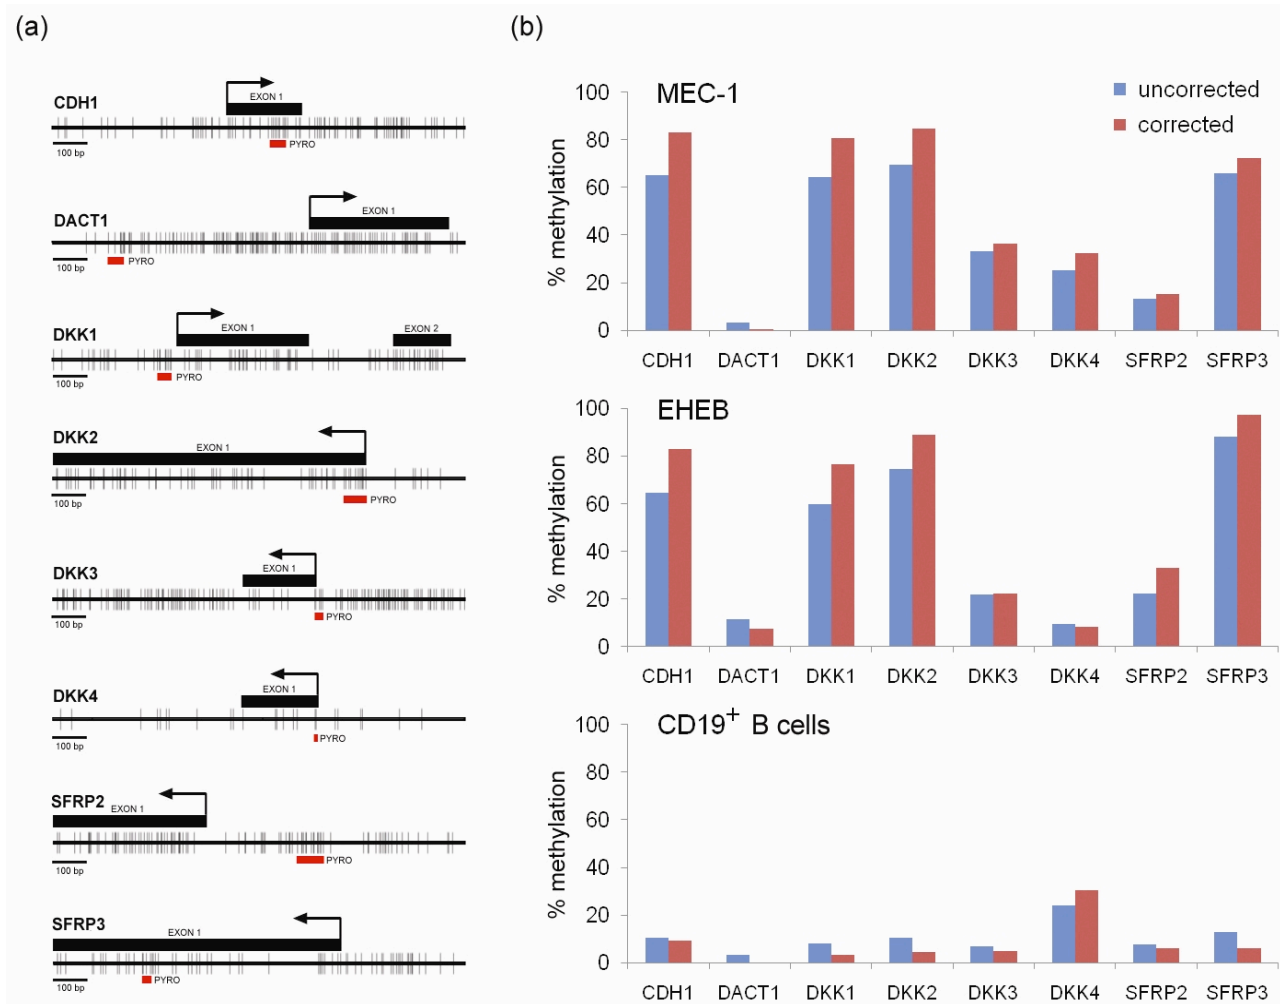 (a)
CDH1
EXON 1
100 bp
PYRO
DACT1
EXON 1
100 bp
PYRO
DKK1
EXON 1
EXON 2
100 bp
PYRO
DKK2
EXON 1
100 bp
PYRO
DKK3
EXON 1
100 bp
PYRO
DKK4
EXON 1
100 bp
PYRO
SFRP2
EXON 1
100 bp
PYRO
SFRP3
EXON 1
100 bp
PYRO
(b)
MEC-1
uncorrected
corrected
% methylation
100
80
60
40
20
0
CDH1 DACT1 DKK1 DKK2 DKK3 DKK4 SFRP2 SFRP3
EHEB
% methylation
100
80
60
40
20
0
CDH1 DACT1 DKK1 DKK2 DKK3 DKK4 SFRP2 SFRP3
CD19+ B cells
% methylation
100
80
60
40
20
0
CDH1 DACT1 DKK1 DKK2 DKK3 DKK4 SFRP2 SFRP3